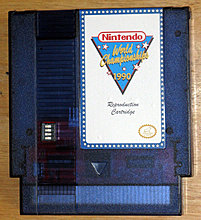 Nintendo
World
Championships
1990
Reproduction
Cartridge